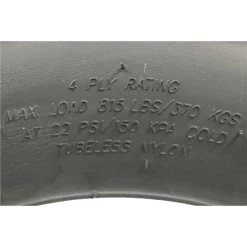 4 PLY RATING
MAX LOAD 815 LBS/370 KGS
AT 22 PSI/150 KPA COLD
TUBELESS NYLON